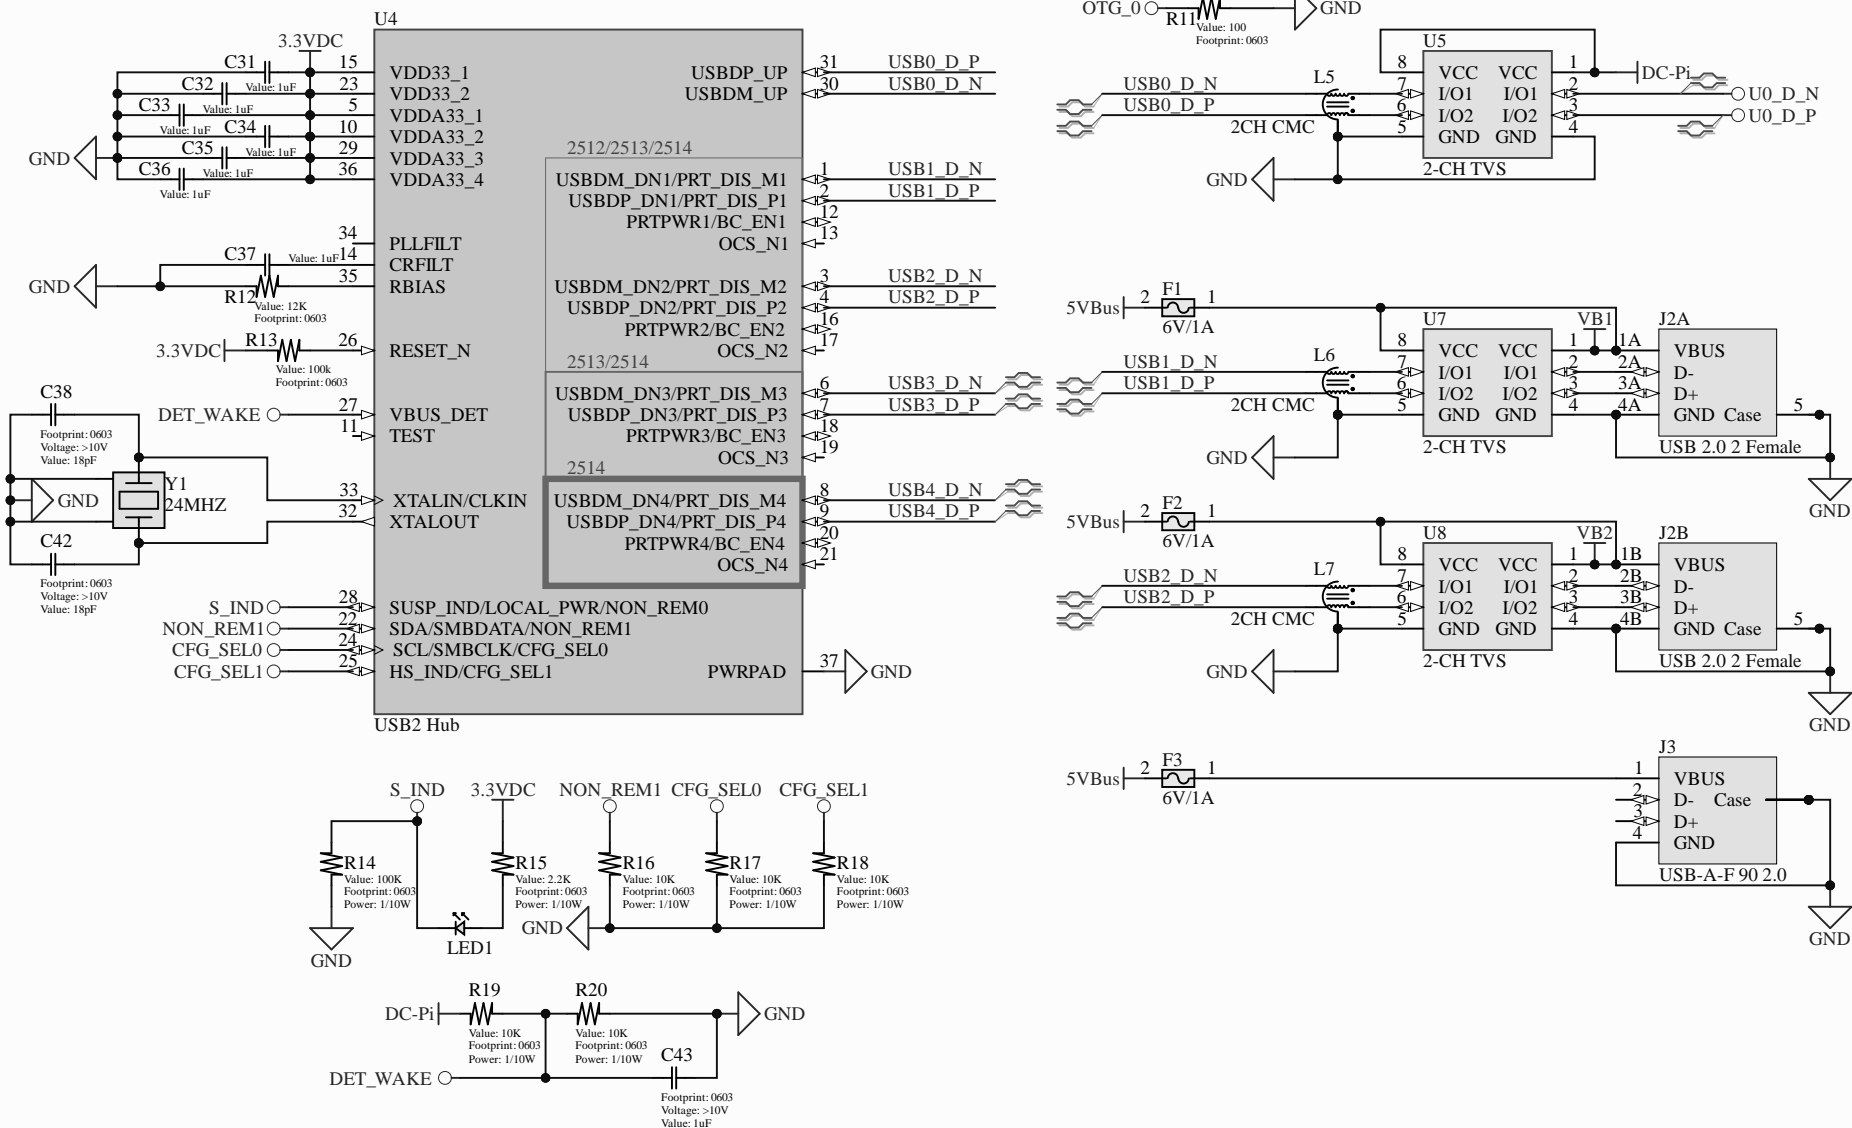 OTG_0
R11
Value: 100
Footprint: 0603
GND
U4
3.3VDC
C31
Value: 1uF
C32
Value: 1uF
C33
Value: 1uF
C34
Value: 1uF
C35
Value: 1uF
C36
Value: 1uF
GND
15 VDD33_1
23 VDD33_2
5 VDDA33_1
10 VDDA33_2
29 VDDA33_3
36 VDDA33_4
34 PLLFILT
C37 Value: 1uF 14 CRFILT
GND
35 RBIAS
R12
Value: 12K
Footprint: 0603
3.3VDC R13 26 RESET_N
Value: 100k
Footprint: 0603
DET_WAKE 27 VBUS_DET
11 TEST
C38
Footprint: 0603
Voltage: >10V
Value: 18pF
Y1
24MHZ
GND
33 XTALIN/CLKIN
32 XTALOUT
C42
Footprint: 0603
Voltage: >10V
Value: 18pF
S_IND 28 SUSP_IND/LOCAL_PWR/NON_REM0
NON_REM1 22 SDA/SMBDATA/NON_REM1
CFG_SEL0 24 SCL/SMBCLK/CFG_SEL0
CFG_SEL1 25 HS_IND/CFG_SEL1
USBDP_UP 31 USB0_D_P
USBDM_UP 30 USB0_D_N
2512/2513/2514
USBDM_DN1/PRT_DIS_M1 1 USB1_D_N
USBDP_DN1/PRT_DIS_P1 2 USB1_D_P
PRTPWR1/BC_EN1 12
OCS_N1 13
USBDM_DN2/PRT_DIS_M2 3 USB2_D_N
USBDP_DN2/PRT_DIS_P2 4 USB2_D_P
PRTPWR2/BC_EN2 16
OCS_N2 17
2513/2514
USBDM_DN3/PRT_DIS_M3 6 USB3_D_N
USBDP_DN3/PRT_DIS_P3 7 USB3_D_P
PRTPWR3/BC_EN3 18
OCS_N3 19
2514
USBDM_DN4/PRT_DIS_M4 8 USB4_D_N
USBDP_DN4/PRT_DIS_P4 9 USB4_D_P
PRTPWR4/BC_EN4 20
OCS_N4 21
PWRPAD 37 GND
USB2 Hub
U5
8 VCC VCC 1 DC-Pi
USB0_D_N L5 7 I/O1 I/O1 2 U0_D_N
USB0_D_P 6 I/O2 I/O2 3 U0_D_P
2CH CMC 5 GND GND 4
2-CH TVS
GND
5VBus 2 F1 1
6V/1A
U7 VB1 J2A
8 VCC VCC 1 1A VBUS
USB1_D_N L6 7 I/O1 I/O1 2 2A D-
USB1_D_P 6 I/O2 I/O2 3 3A D+
2CH CMC 5 GND GND 4 4A GND Case 5
2-CH TVS
USB 2.0 2 Female
GND
GND
5VBus 2 F2 1
6V/1A
U8 VB2 J2B
8 VCC VCC 1 1B VBUS
USB2_D_N L7 7 I/O1 I/O1 2 2B D-
USB2_D_P 6 I/O2 I/O2 3 3B D+
2CH CMC 5 GND GND 4 4B GND Case 5
2-CH TVS
USB 2.0 2 Female
GND
GND
J3
5VBus 2 F3 1 1 VBUS
6V/1A
2 D- Case
3 D+
4 GND
USB-A-F 90 2.0
GND
S_IND 3.3VDC NON_REM1 CFG_SEL0 CFG_SEL1
R14
Value: 100K
Footprint: 0603
Power: 1/10W
R15
Value: 2.2K
Footprint: 0603
Power: 1/10W
R16
Value: 10K
Footprint: 0603
Power: 1/10W
R17
Value: 10K
Footprint: 0603
Power: 1/10W
R18
Value: 10K
Footprint: 0603
Power: 1/10W
GND
LED1
GND
DC-Pi
R19
Value: 10K
Footprint: 0603
Power: 1/10W
R20
Value: 10K
Footprint: 0603
Power: 1/10W
GND
DET_WAKE
C43
Footprint: 0603
Voltage: >10V
Value: 1uF